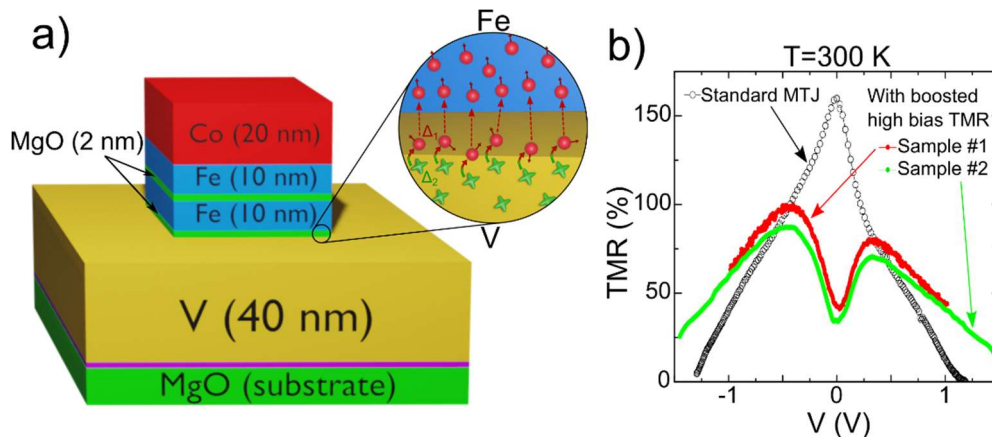 a)
Fe
Co (20 nm)
MgO (2 nm)
Fe (10 nm)
Fe (10 nm)
Δ₁
Δ₂
V
V (40 nm)
MgO (substrate)
b)
T=300 K
TMR (%)
150
100
50
0
Standard MTJ
With boosted
high bias TMR
Sample #1
Sample #2
-1
0
1
V (V)